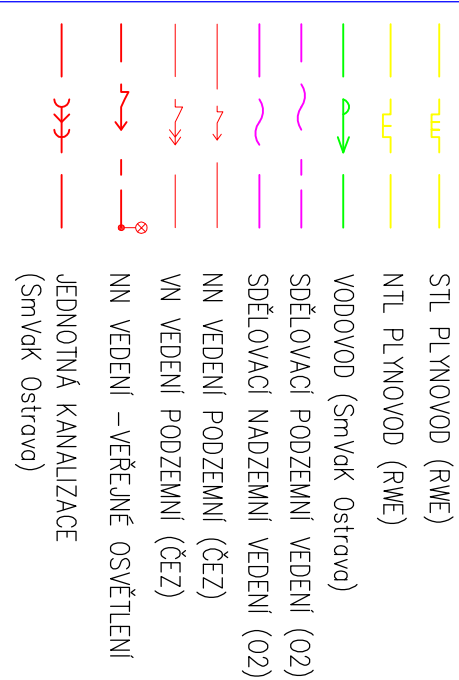 STL PLYNOVOD (RWE)
NTL PLYNOVOD (RWE)
VODOVOD (SmVaK Ostrava)
SDĚLOVACÍ PODZEMNÍ VEDENÍ (O2)
SDĚLOVACÍ NADZEMNÍ VEDENÍ (O2)
NN VEDENÍ PODZEMNÍ (ČEZ)
VN VEDENÍ PODZEMNÍ (ČEZ)
NN VEDENÍ –VEŘEJNÉ OSVĚTLENÍ
JEDNOTNÁ KANALIZACE
(SmVaK Ostrava)